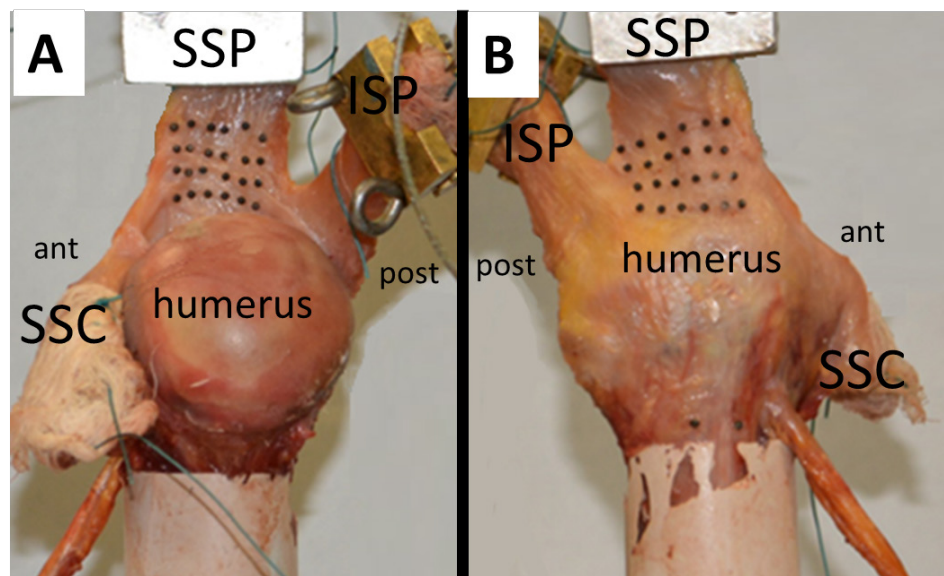 A
SSP
ISP
ant
post
SSC
humerus
B
SSP
ISP
humerus
ant
post
SSC